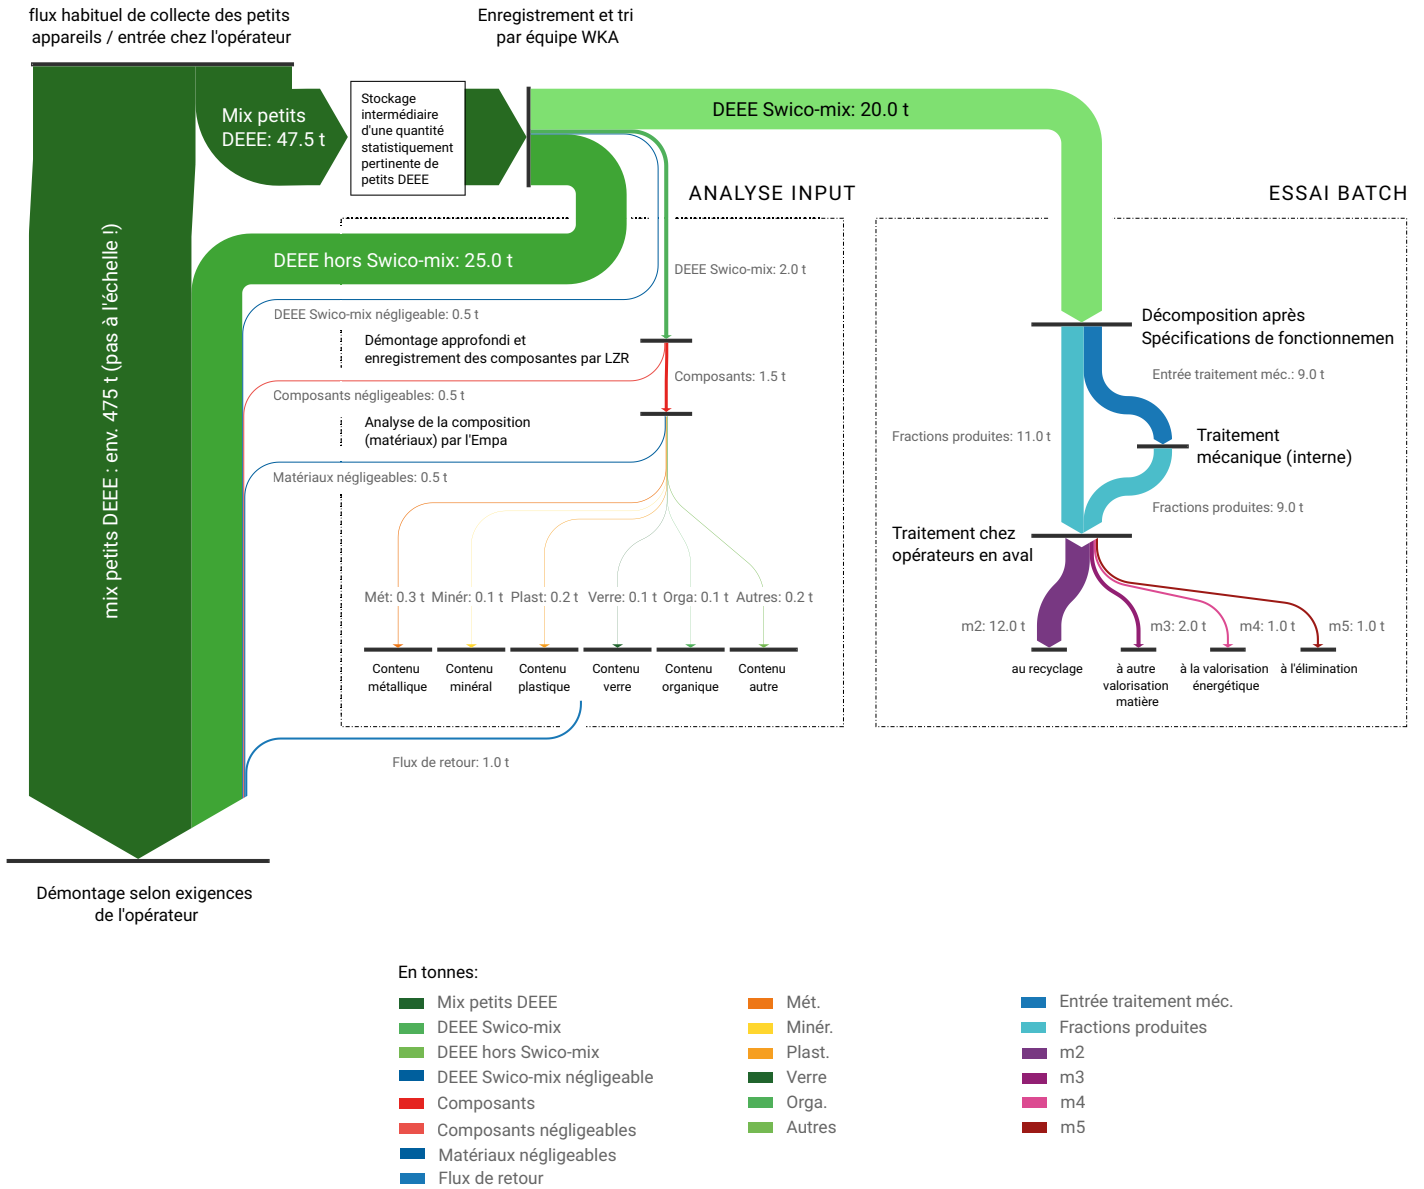 flux habituel de collecte des petits
appareils / entrée chez l'opérateur
Enregistrement et tri
par équipe WKA
Mix petits
DEEE: 47.5 t
Stockage
intermédiaire
d'une quantité
statistiquement
pertinente de
petits DEEE
DEEE Swico-mix: 20.0 t
ANALYSE INPUT
ESSAI BATCH
mix petits DEEE : env. 475 t (pas à l'échelle !)
DEEE hors Swico-mix: 25.0 t
DEEE Swico-mix: 2.0 t
DEEE Swico-mix négligeable: 0.5 t
Démontage approfondi et
enregistrement des composantes par LZR
Composants: 1.5 t
Composants négligeables: 0.5 t
Analyse de la composition
(matériaux) par l'Empa
Matériaux négligeables: 0.5 t
Mét: 0.3 t
Minér: 0.1 t
Plast: 0.2 t
Verre: 0.1 t
Orga: 0.1 t
Autres: 0.2 t
Contenu
métallique
Contenu
minéral
Contenu
plastique
Contenu
verre
Contenu
organique
Contenu
autre
Flux de retour: 1.0 t
Décomposition après
Spécifications de fonctionnemen
Entrée traitement méc.: 9.0 t
Fractions produites: 11.0 t
Traitement
mécanique (interne)
Fractions produites: 9.0 t
Traitement chez
opérateurs en aval
m2: 12.0 t
m3: 2.0 t
m4: 1.0 t
m5: 1.0 t
au recyclage
à autre
valorisation
matière
à la valorisation
énergétique
à l'élimination
Démontage selon exigences
de l'opérateur
En tonnes:
Mix petits DEEE
DEEE Swico-mix
DEEE hors Swico-mix
DEEE Swico-mix négligeable
Composants
Composants négligeables
Matériaux négligeables
Flux de retour
Mét.
Minér.
Plast.
Verre
Orga.
Autres
Entrée traitement méc.
Fractions produites
m2
m3
m4
m5